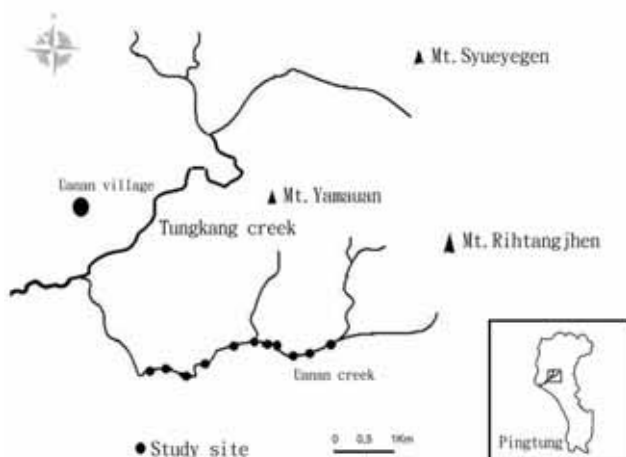 Mt. Syueyegen
Uanan village
Mt. Yamauan
Tungkang creek
Mt. Rihtangjhen
Uanan creek
Study site
0 0.5 1Km
Pingtung